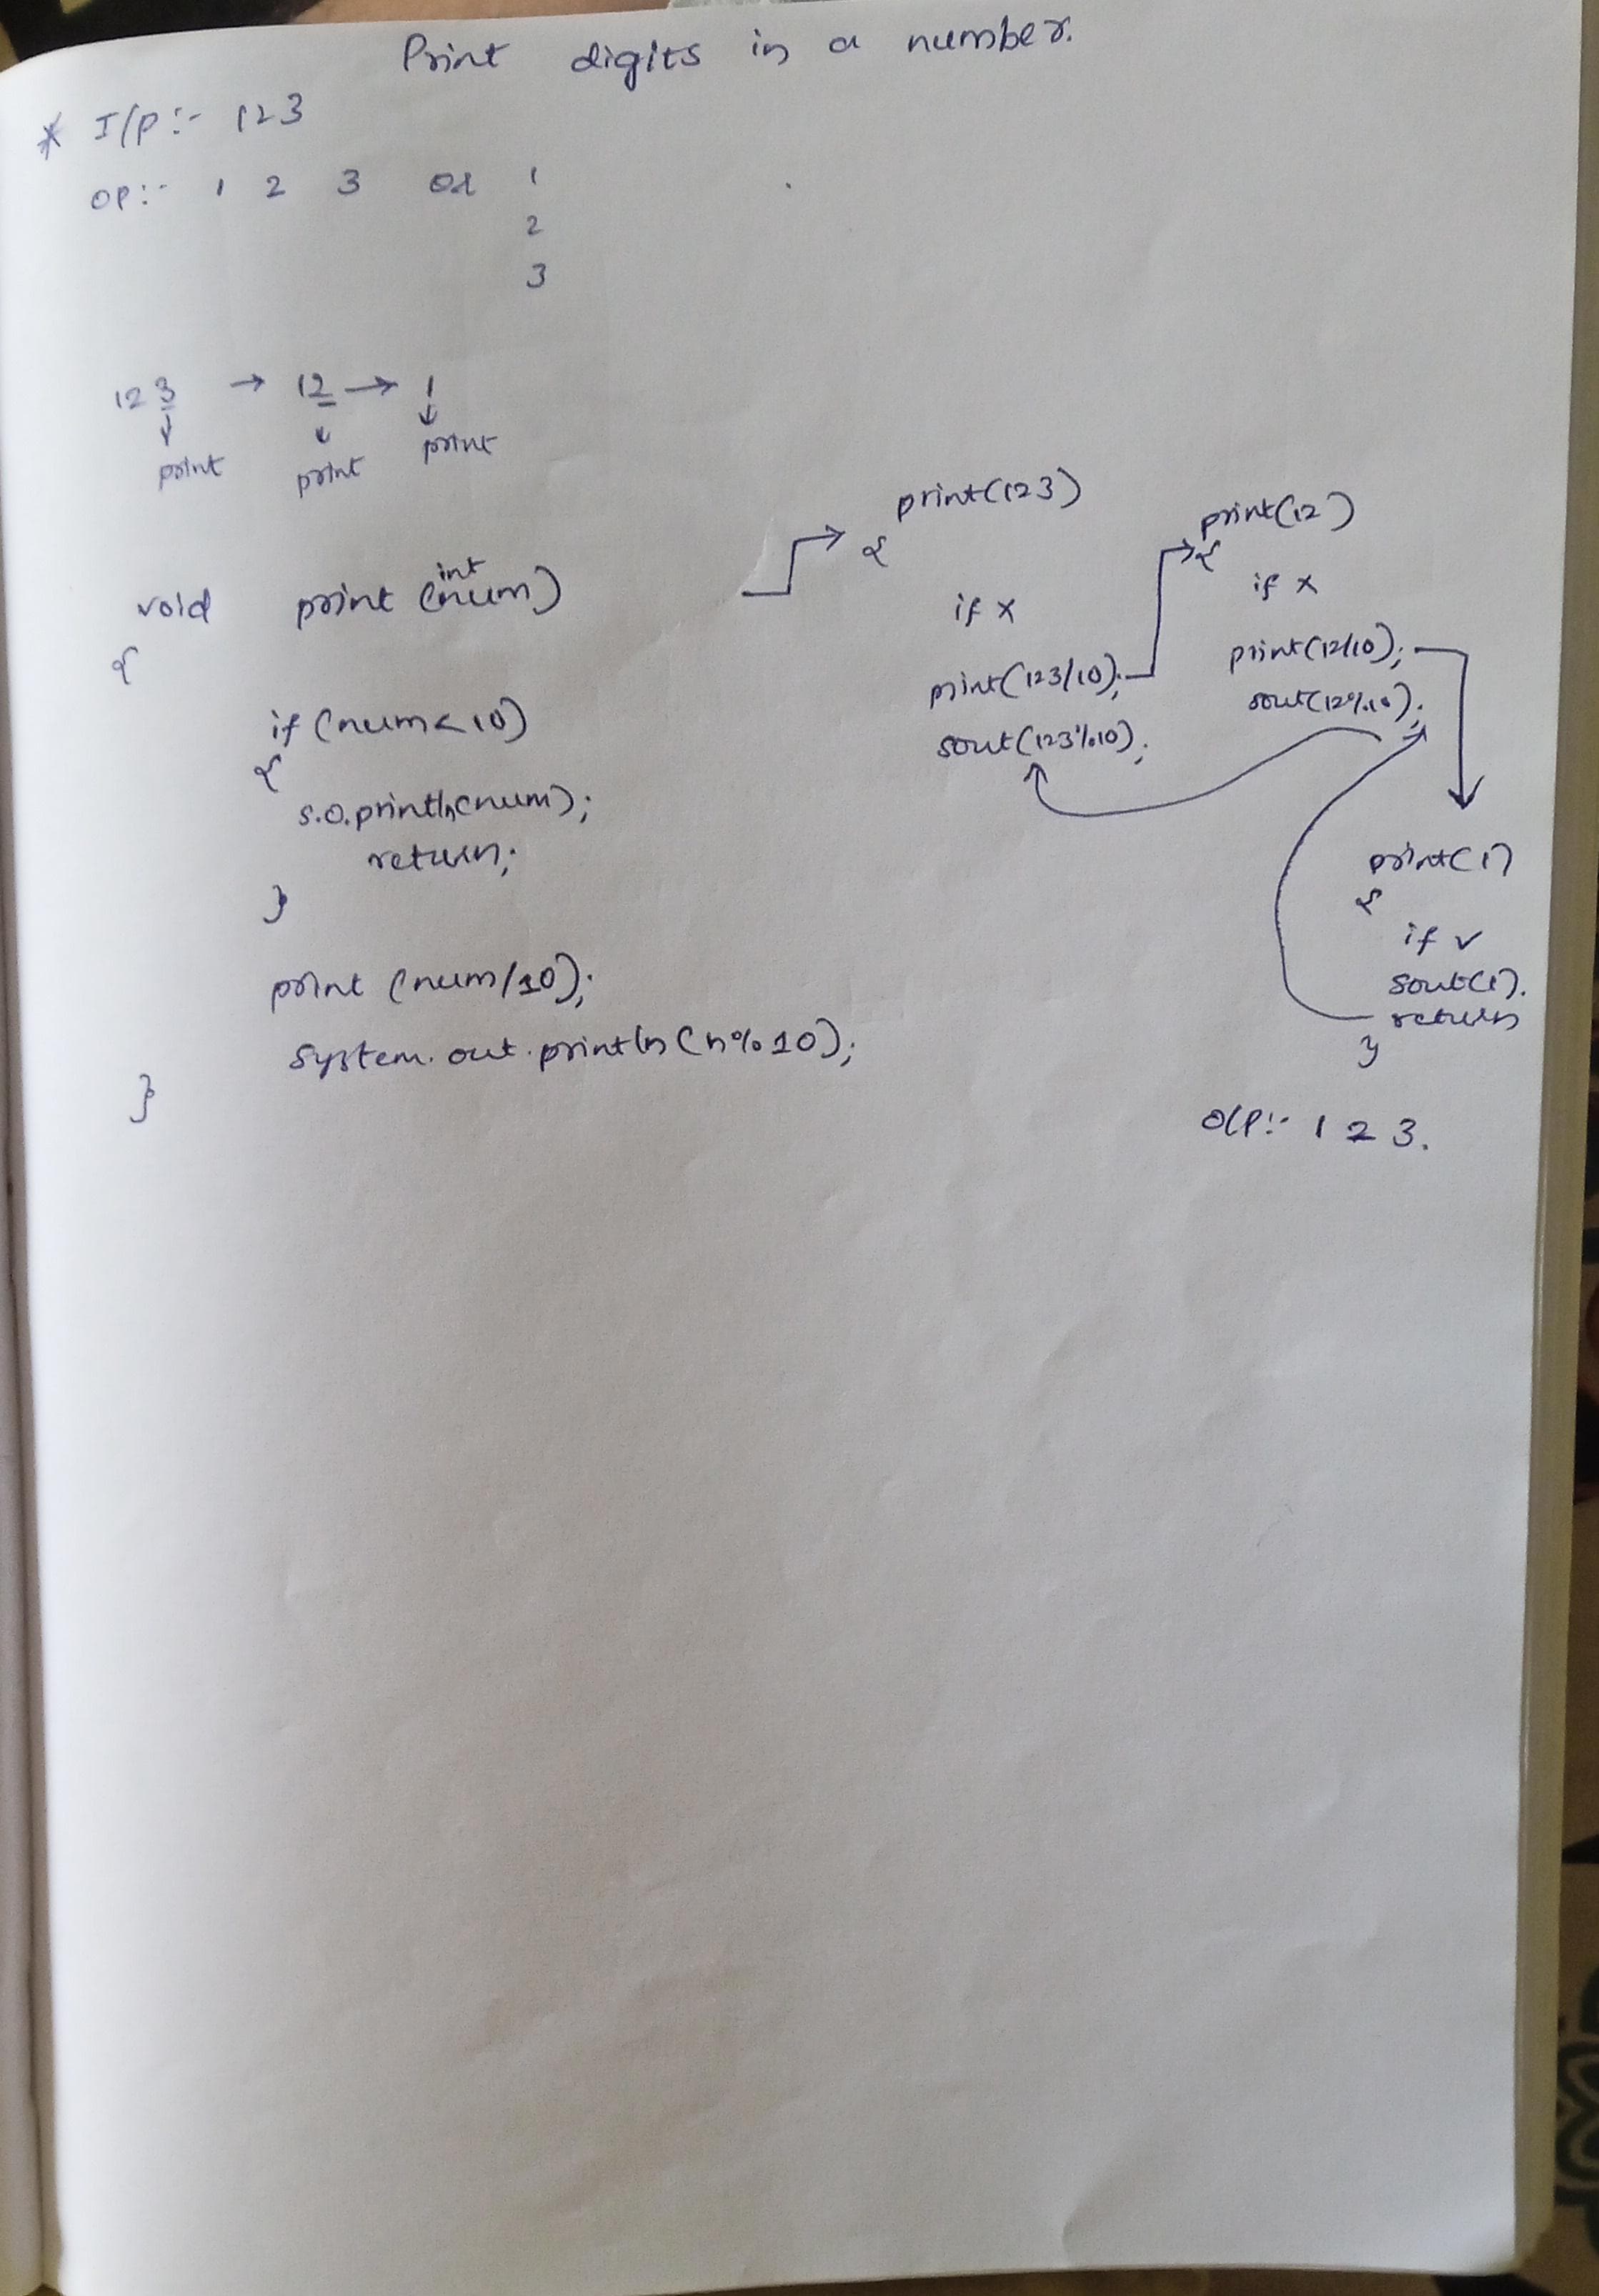 Print digits in a number.
* I/P :- 123
OP :- 1 2 3 or 1
2
3
123 → 12 → 1
print print print
void print (int num)
{
if (num < 10)
{
S.O.println(num);
return;
}
print (num/10);
System.out.println (n%10);
}
print(123)
{
if x
print(123/10);
sout(123%10);
print(12)
{
if x
print(12/10);
sout(12%10);
print(1)
{
if ✓
sout(1).
return
}
O/P :- 1 2 3.